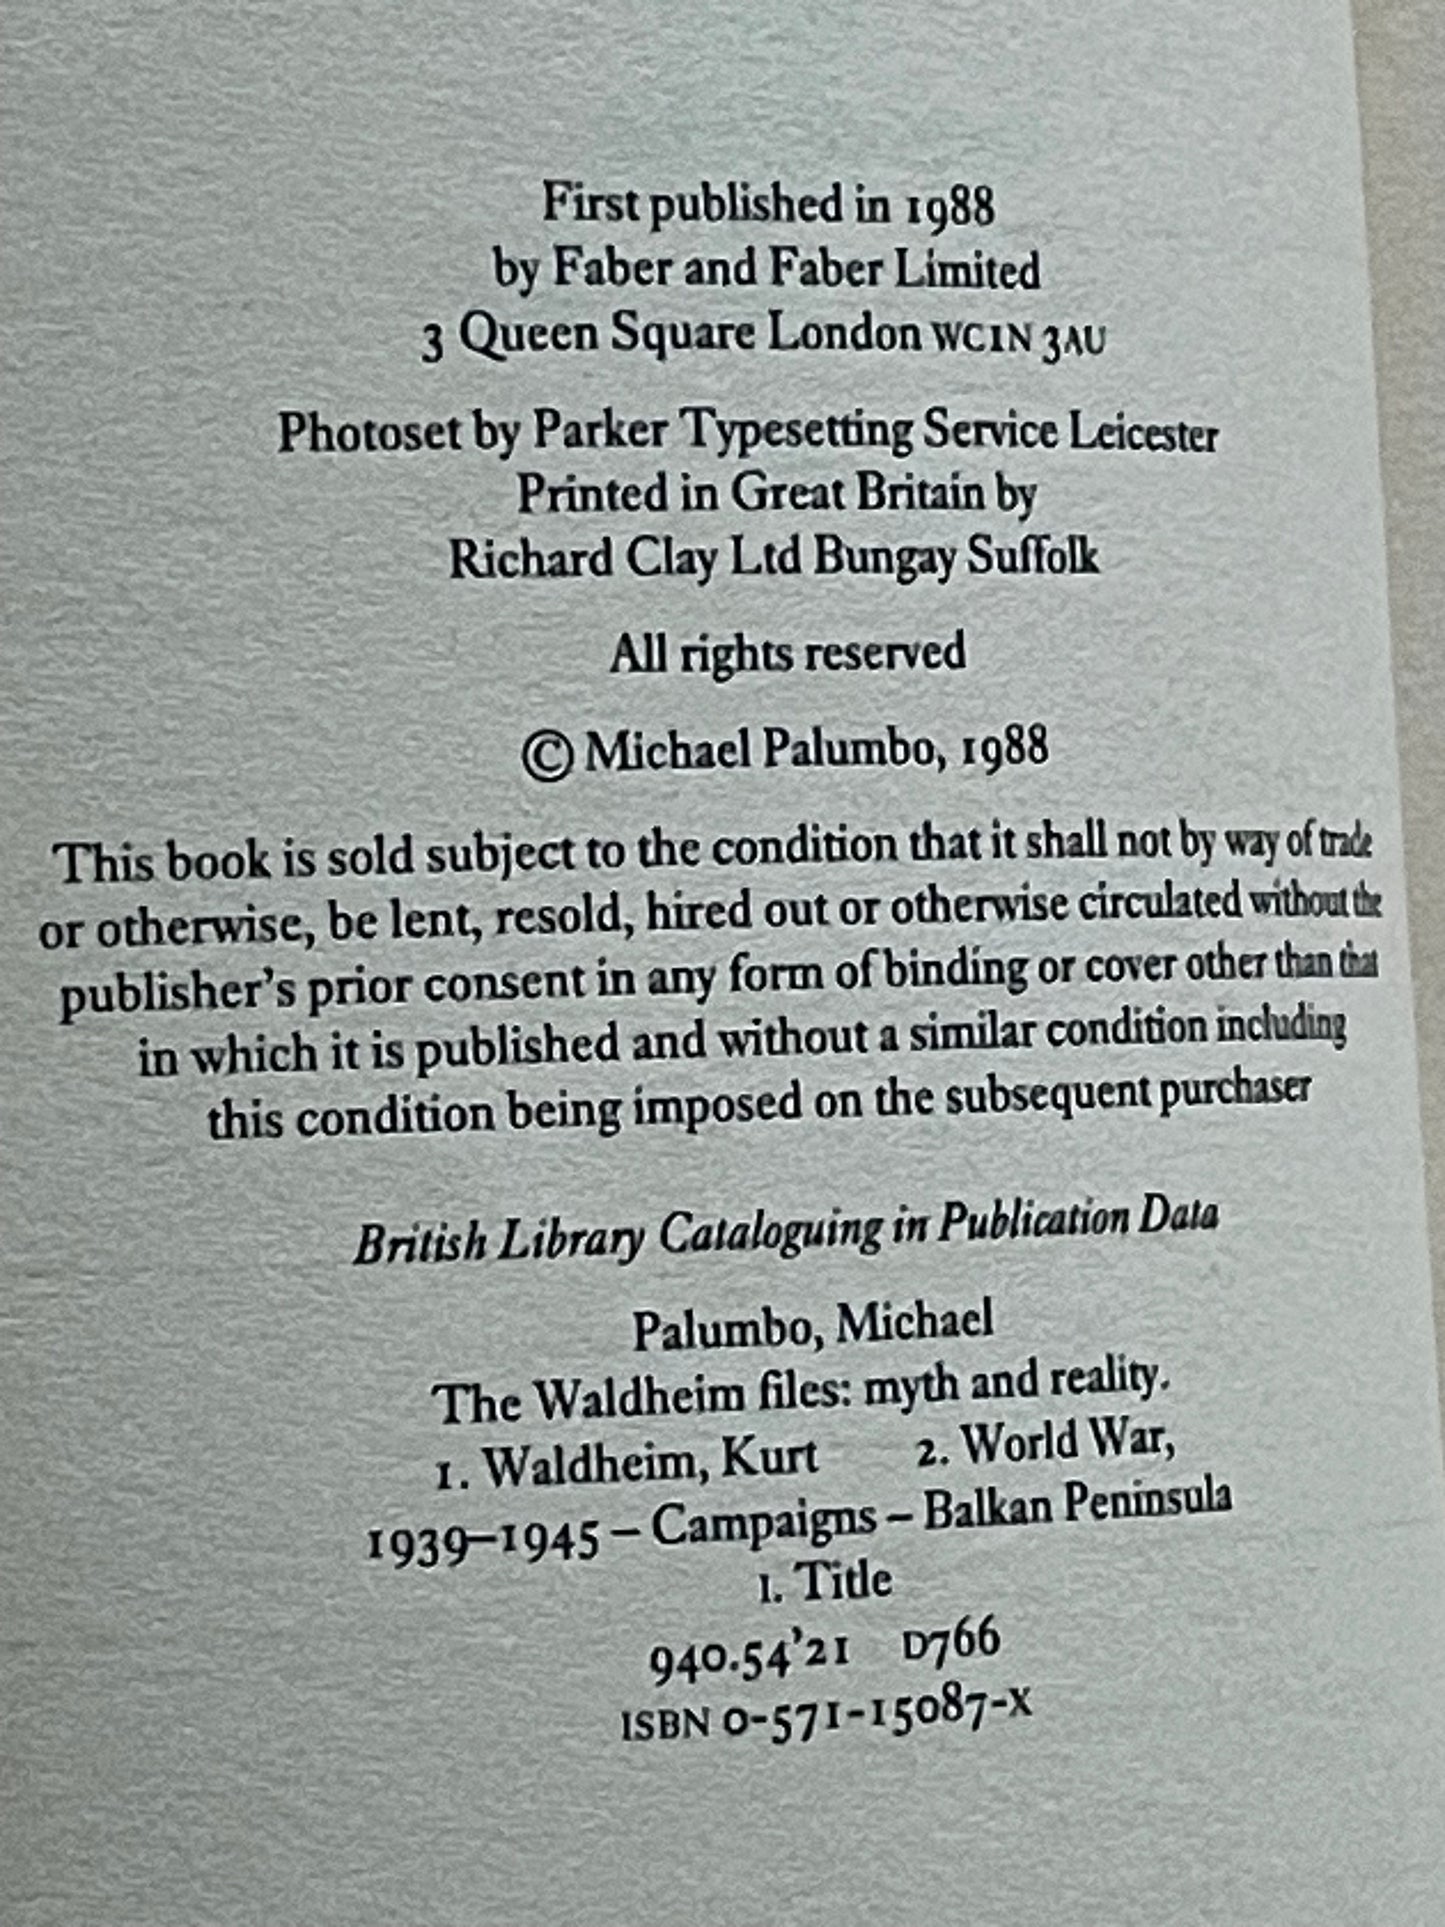 First published in 1988
by Faber and Faber Limited
3 Queen Square London WC1N 3AU
Photoset by Parker Typesetting Service Leicester
Printed in Great Britain by
Richard Clay Ltd Bungay Suffolk
All rights reserved
© Michael Palumbo, 1988
This book is sold subject to the condition that it shall not by way of trade
or otherwise, be lent, resold, hired out or otherwise circulated without the
publisher's prior consent in any form of binding or cover other than that
in which it is published and without a similar condition including
this condition being imposed on the subsequent purchaser
British Library Cataloguing in Publication Data
Palumbo, Michael
The Waldheim files: myth and reality.
1. Waldheim, Kurt 2. World War,
1939–1945 – Campaigns – Balkan Peninsula
I. Title
940.54'21 D766
ISBN 0-571-15087-X